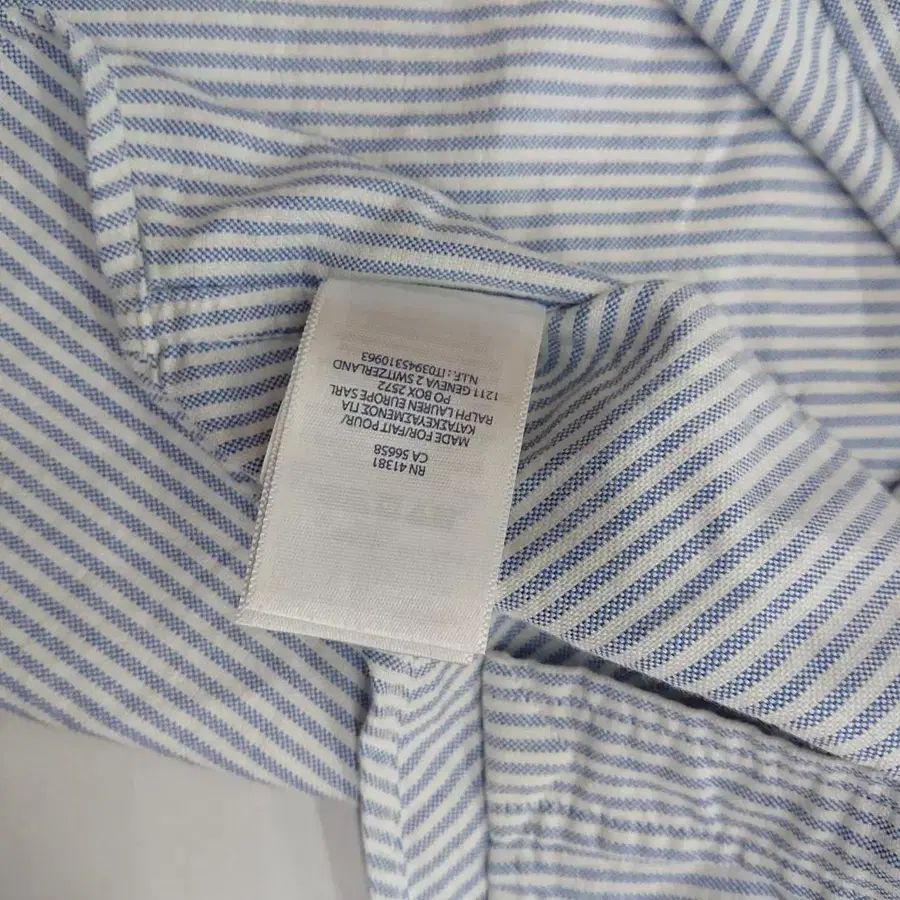 RN 41381
CA 56658
MADE FOR/FAIT POUR/
ΚΑΤΑΣΚΕΥΑΣΜΕΝΟΣ ΓΙΑ
RALPH LAUREN EUROPE SARL
PO BOX 2572
1211 GENEVA 2 SWITZERLAND
N.I.F.: IT03945310963